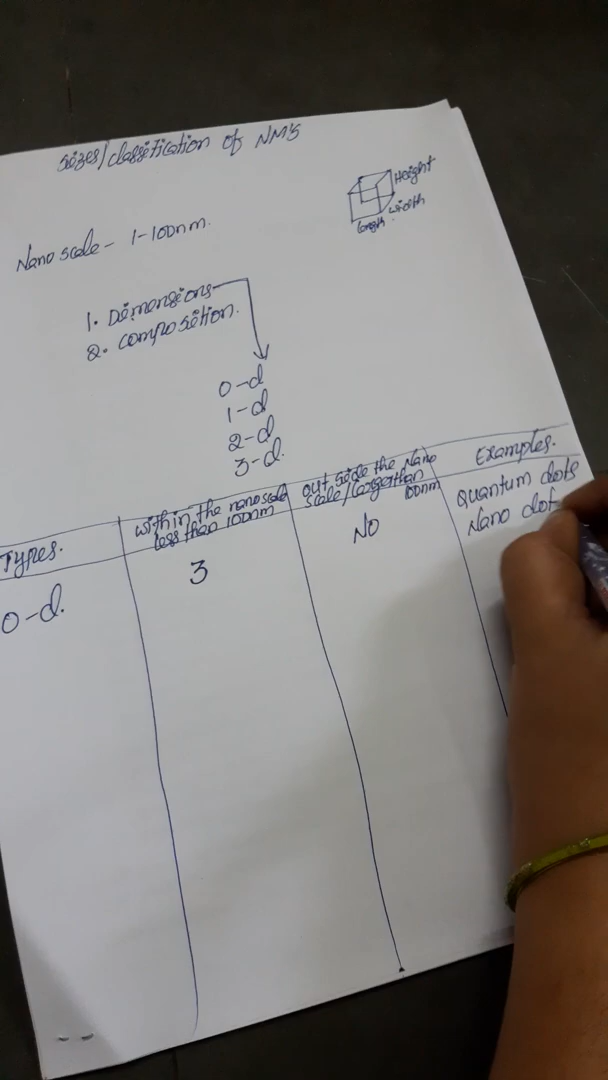 Sizes/classification of NM's
Height
width
Length
Nano scale - 1-100nm.
1. Dimensions
2. composition.
0-d
1-d
2-d
3-d.
Types.
within the nanoscale
less than 100nm
out side the Nano
scale/larger than
100nm
Examples.
0-d.
3
NO
Quantum dots
Nano dot